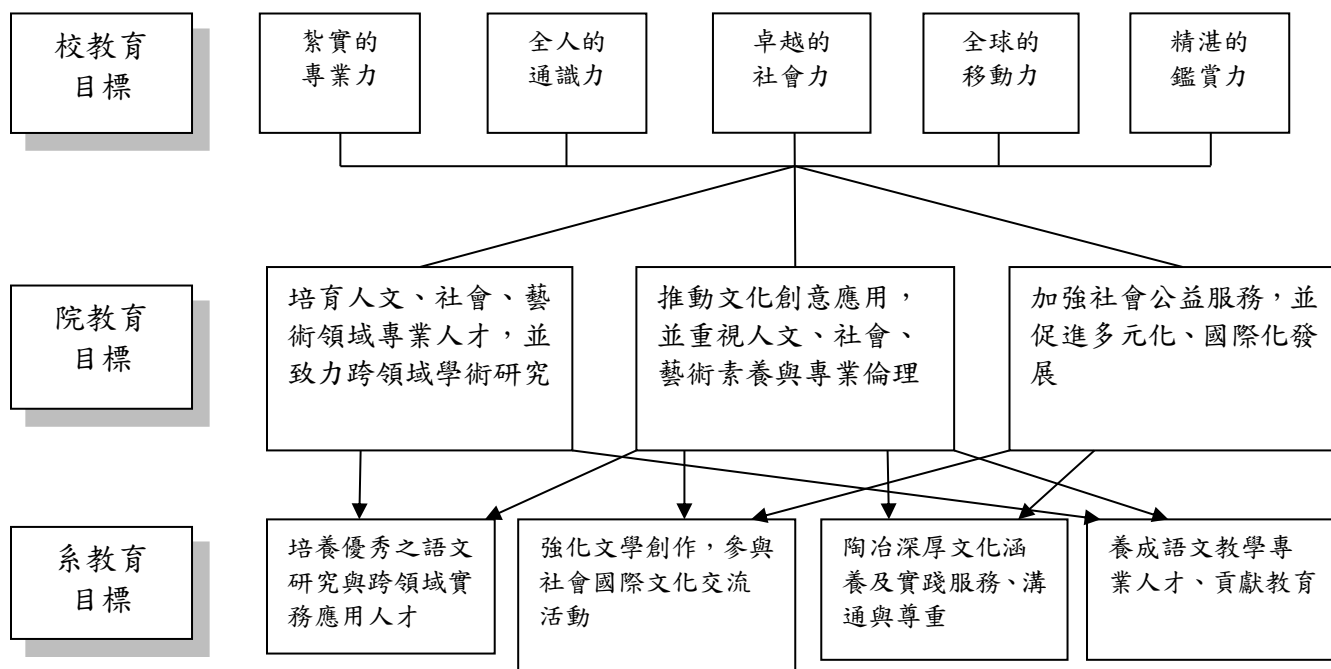 校教育
目標
紮實的
專業力
全人的
通識力
卓越的
社會力
全球的
移動力
精湛的
鑑賞力
院教育
目標
培育人文、社會、藝
術領域專業人才，並
致力跨領域學術研究
推動文化創意應用，
並重視人文、社會、
藝術素養與專業倫理
加強社會公益服務，並
促進多元化、國際化發
展
系教育
目標
培養優秀之語文
研究與跨領域實
務應用人才
強化文學創作，參與
社會國際文化交流
活動
陶冶深厚文化涵
養及實踐服務、溝
通與尊重
養成語文教學專
業人才、貢獻教育